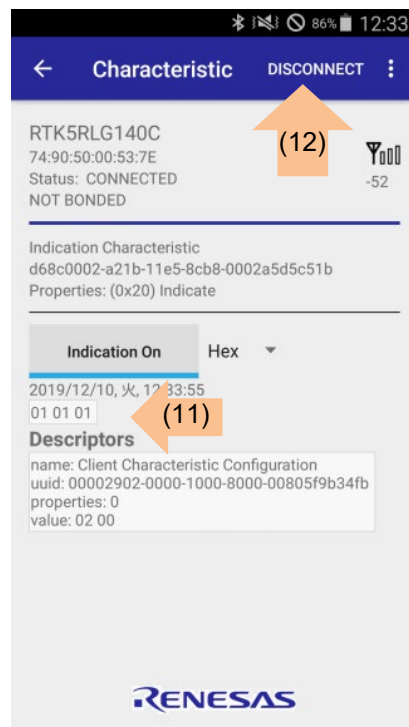 86% 12:33
Characteristic DISCONNECT
(12)
RTK5RLG140C
74:90:50:00:53:7E
Status: CONNECTED
-52
NOT BONDED
Indication Characteristic
d68c0002-a21b-11e5-8cb8-0002a5d5c51b
Properties: (0x20) Indicate
Indication On Hex
2019/12/10, 火, 12:33:55
01 01 01
(11)
Descriptors
name: Client Characteristic Configuration
uuid: 00002902-0000-1000-8000-00805f9b34fb
properties: 0
value: 02 00
RENESAS